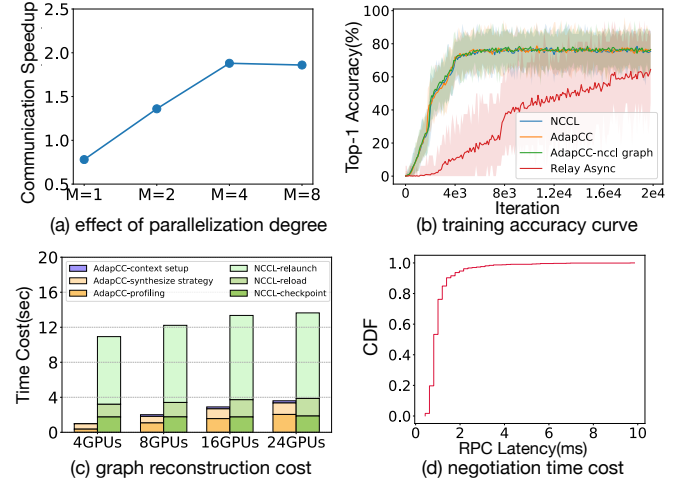 2.5
2.0
1.5
1.0
0.5
Communication Speedup
M=1 M=2 M=4 M=8
(a) effect of parallelization degree
100
80
60
40
20
0
Top-1 Accuracy(%)
NCCL
AdapCC
AdapCC-nccl graph
Relay Async
0 4e3 8e3 1.2e4 1.6e4 2e4
Iteration
(b) training accuracy curve
20
16
12
8
4
0
Time Cost(sec)
AdapCC-context setup
AdapCC-synthesize strategy
AdapCC-profiling
NCCL-relaunch
NCCL-reload
NCCL-checkpoint
4GPUs 8GPUs 16GPUs 24GPUs
(c) graph reconstruction cost
1.0
0.8
0.6
0.4
0.2
0.0
CDF
0 2 4 6 8 10
RPC Latency(ms)
(d) negotiation time cost